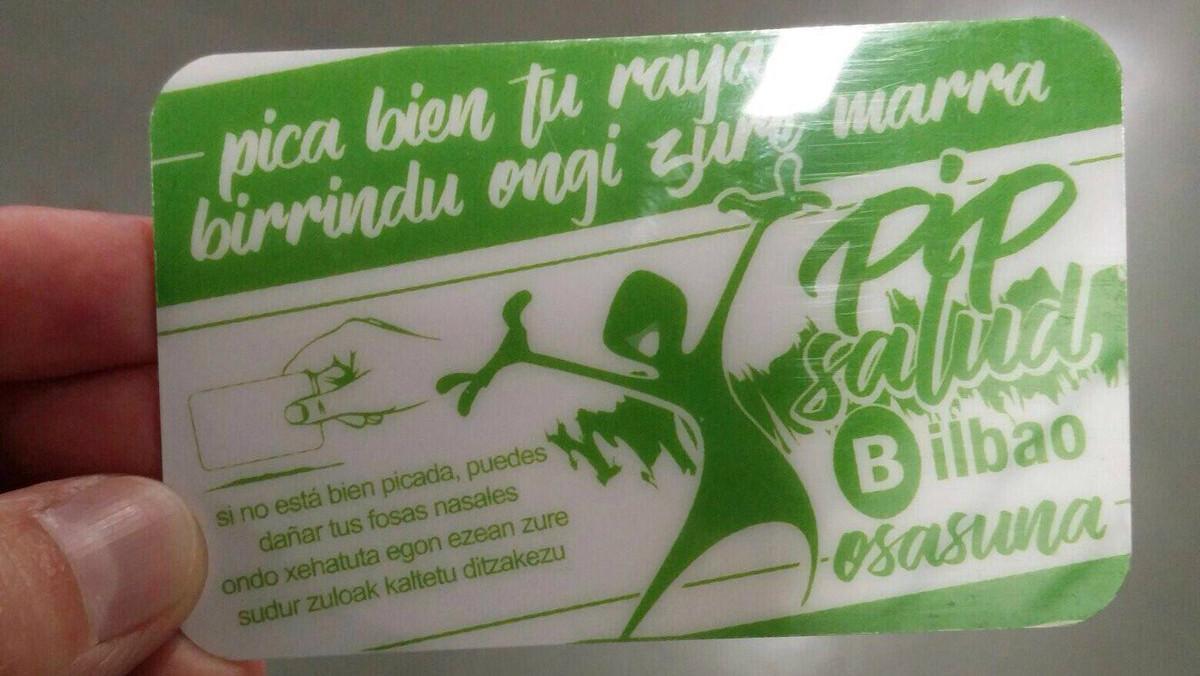 pica bien tu raya
birrindu ongi zure marra
PiP
salud
Bilbao
osasuna
si no está bien picada, puedes
dañar tus fosas nasales
ondo xehatuta egon ezean zure
sudur zuloak kaltetu ditzakezu